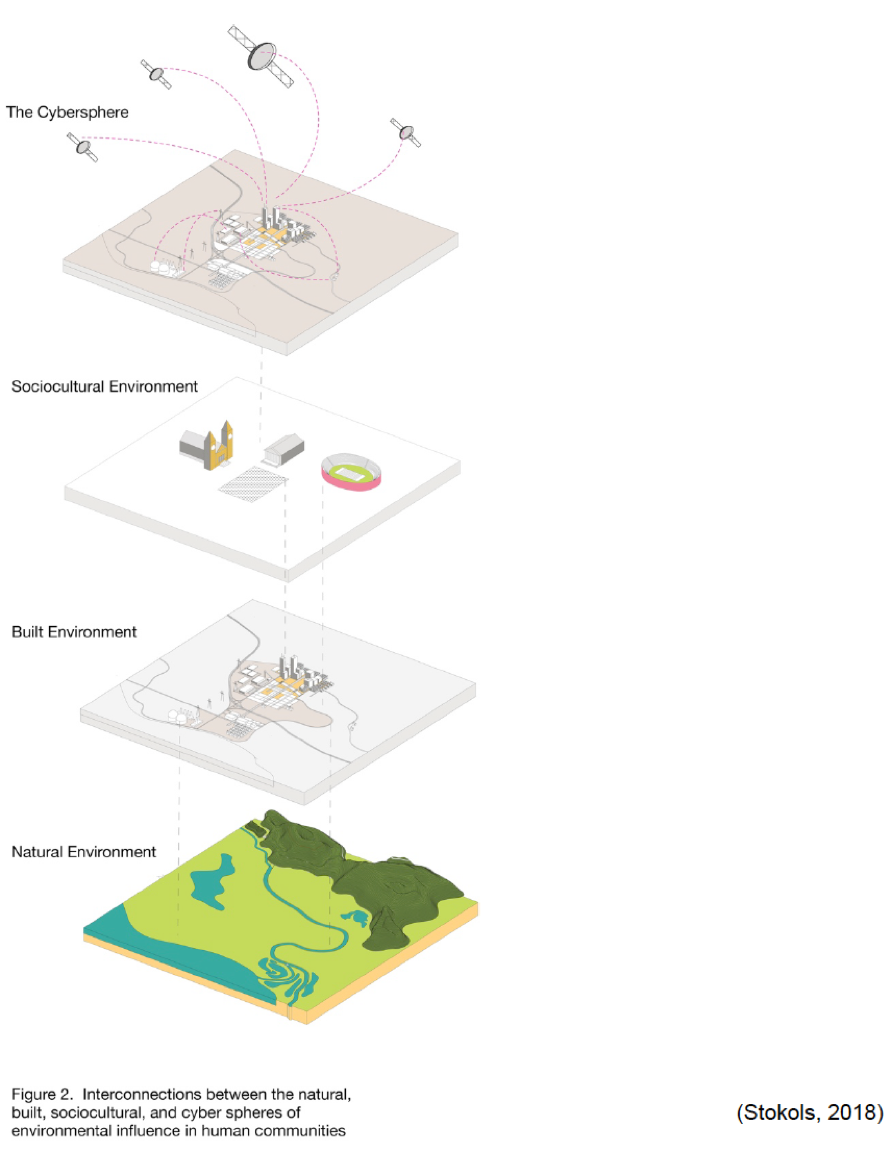 The Cybersphere
Sociocultural Environment
Built Environment
Natural Environment
Figure 2.  Interconnections between the natural,
built, sociocultural, and cyber spheres of
environmental influence in human communities
(Stokols, 2018)